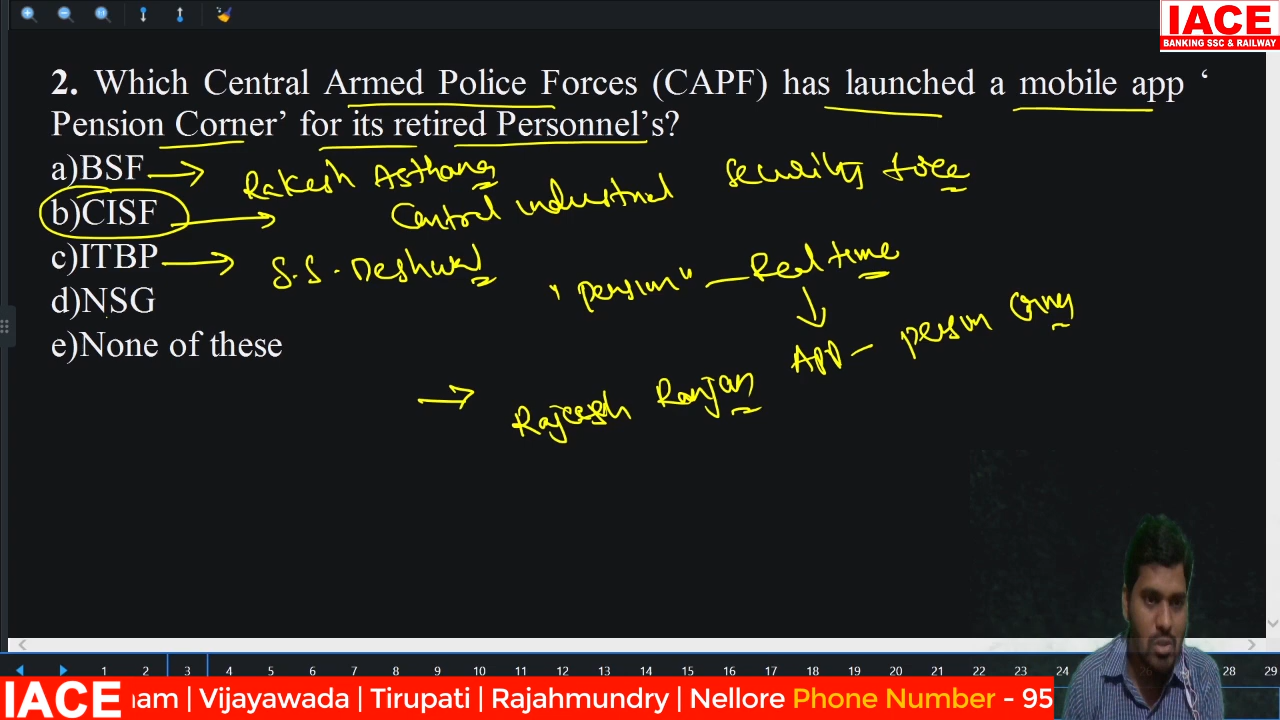 IACE
BANKING SSC & RAILWAY
2. Which Central Armed Police Forces (CAPF) has launched a mobile app ‘
Pension Corner’ for its retired Personnel’s?
a)BSF
Rakesh Asthana
b)CISF
Central industrial security force
c)ITBP
S.S. Deshwal
"pension" — Real time
d)NSG
App – pension Corner
e)None of these
Rajeesh Ranjan
1 2 3 4 5 6 7 8 9 10 11 12 13 14 15 16 17 18 19 20 21 22 23 24 28 29
IACE
am | Vijayawada | Tirupati | Rajahmundry | Nellore Phone Number - 95